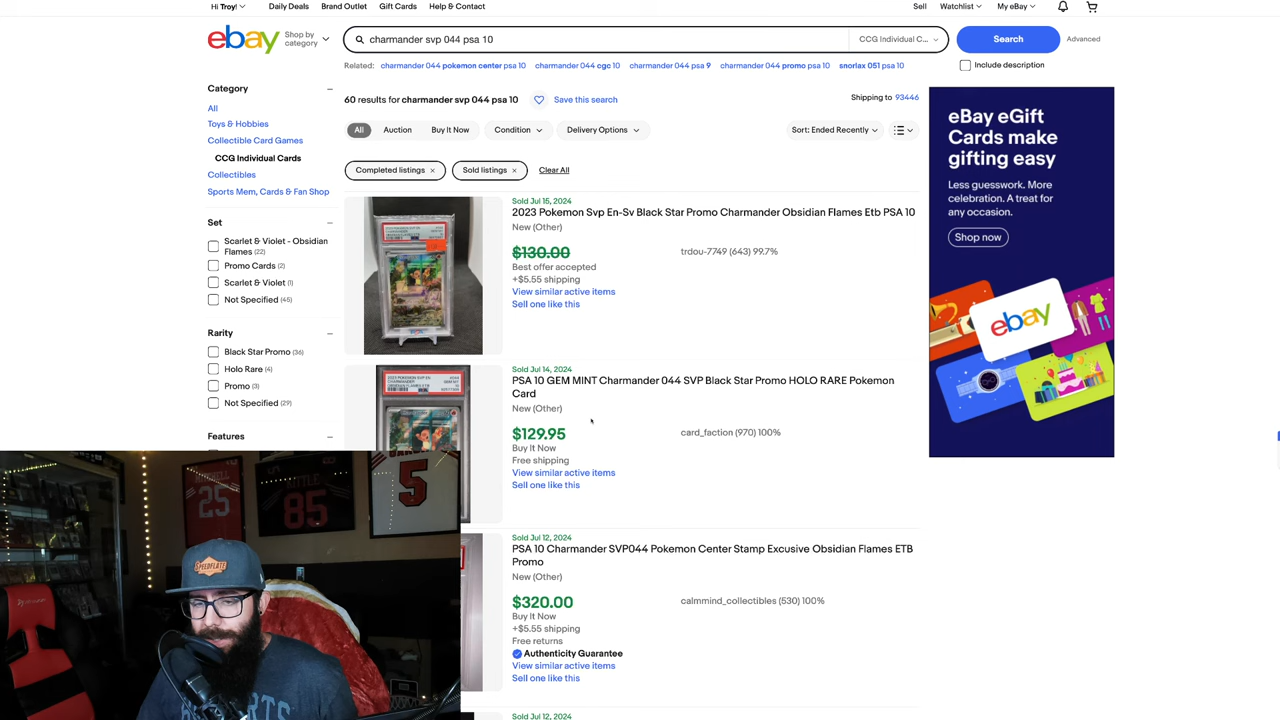 Hi Troy!
Daily Deals
Brand Outlet
Gift Cards
Help & Contact
Sell
Watchlist
My eBay
ebay
Shop by
category
charmander svp 044 psa 10
CCG Individual C...
Search
Advanced
Related:
charmander 044 pokemon center psa 10
charmander 044 cgc 10
charmander 044 psa 9
charmander 044 promo psa 10
snorlax 051 psa 10
Include description
Category
All
Toys & Hobbies
Collectible Card Games
CCG Individual Cards
Collectibles
Sports Mem, Cards & Fan Shop
Set
Scarlet & Violet - Obsidian
Flames (22)
Promo Cards (2)
Scarlet & Violet (1)
Not Specified (45)
Rarity
Black Star Promo (36)
Holo Rare (4)
Promo (3)
Not Specified (29)
Features
60 results for charmander svp 044 psa 10
Save this search
Shipping to 93446
All
Auction
Buy It Now
Condition
Delivery Options
Sort: Ended Recently
Completed listings
Sold listings
Clear All
Sold Jul 15, 2024
2023 Pokemon Svp En-Sv Black Star Promo Charmander Obsidian Flames Etb PSA 10
New (Other)
$130.00
Best offer accepted
+$5.55 shipping
View similar active items
Sell one like this
trdou-7749 (643) 99.7%
Sold Jul 14, 2024
PSA 10 GEM MINT Charmander 044 SVP Black Star Promo HOLO RARE Pokemon
Card
New (Other)
$129.95
Buy It Now
Free shipping
View similar active items
Sell one like this
card_faction (970) 100%
Sold Jul 12, 2024
PSA 10 Charmander SVP044 Pokemon Center Stamp Excusive Obsidian Flames ETB
Promo
New (Other)
$320.00
Buy It Now
+$5.55 shipping
Free returns
Authenticity Guarantee
View similar active items
Sell one like this
calmmind_collectibles (530) 100%
Sold Jul 12, 2024
eBay eGift
Cards make
gifting easy
Less guesswork. More
celebration. A treat for
any occasion.
Shop now
ebay
25
85
5
SPEEDFLATE